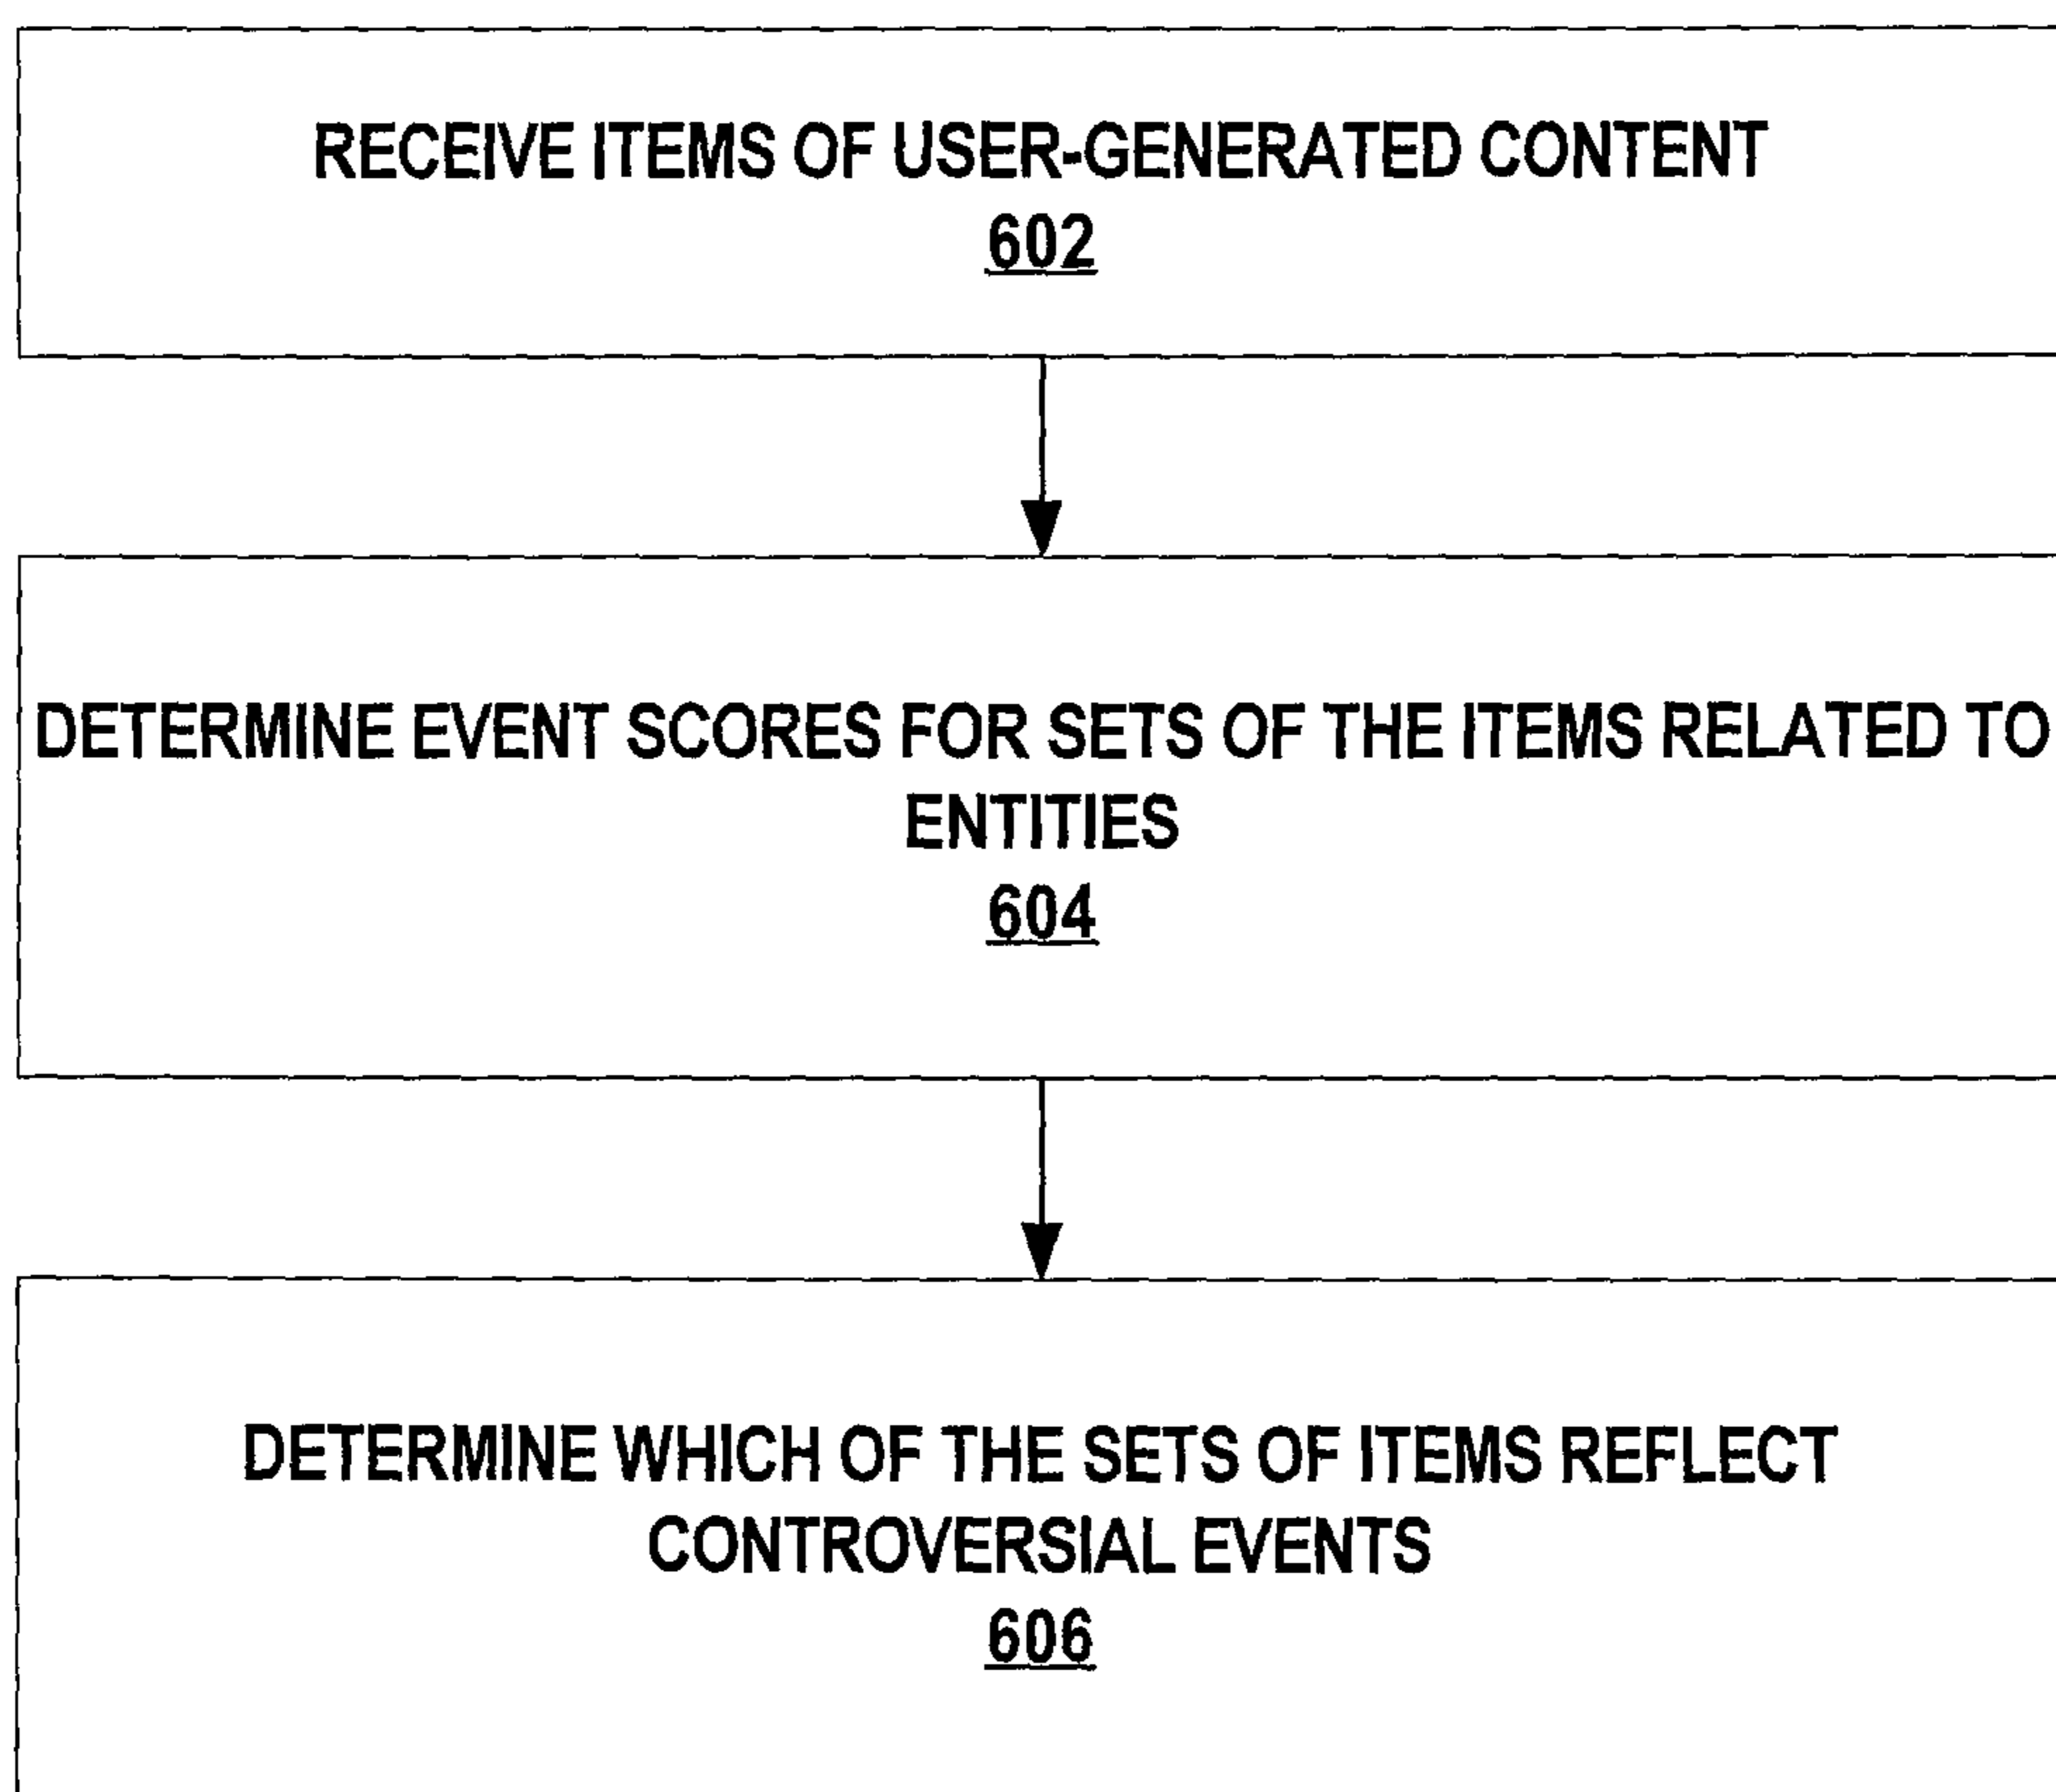 RECEIVE ITEMS OF USER-GENERATED CONTENT
602
DETERMINE EVENT SCORES FOR SETS OF THE ITEMS RELATED TO
ENTITIES
604
DETERMINE WHICH OF THE SETS OF ITEMS REFLECT
CONTROVERSIAL EVENTS
606